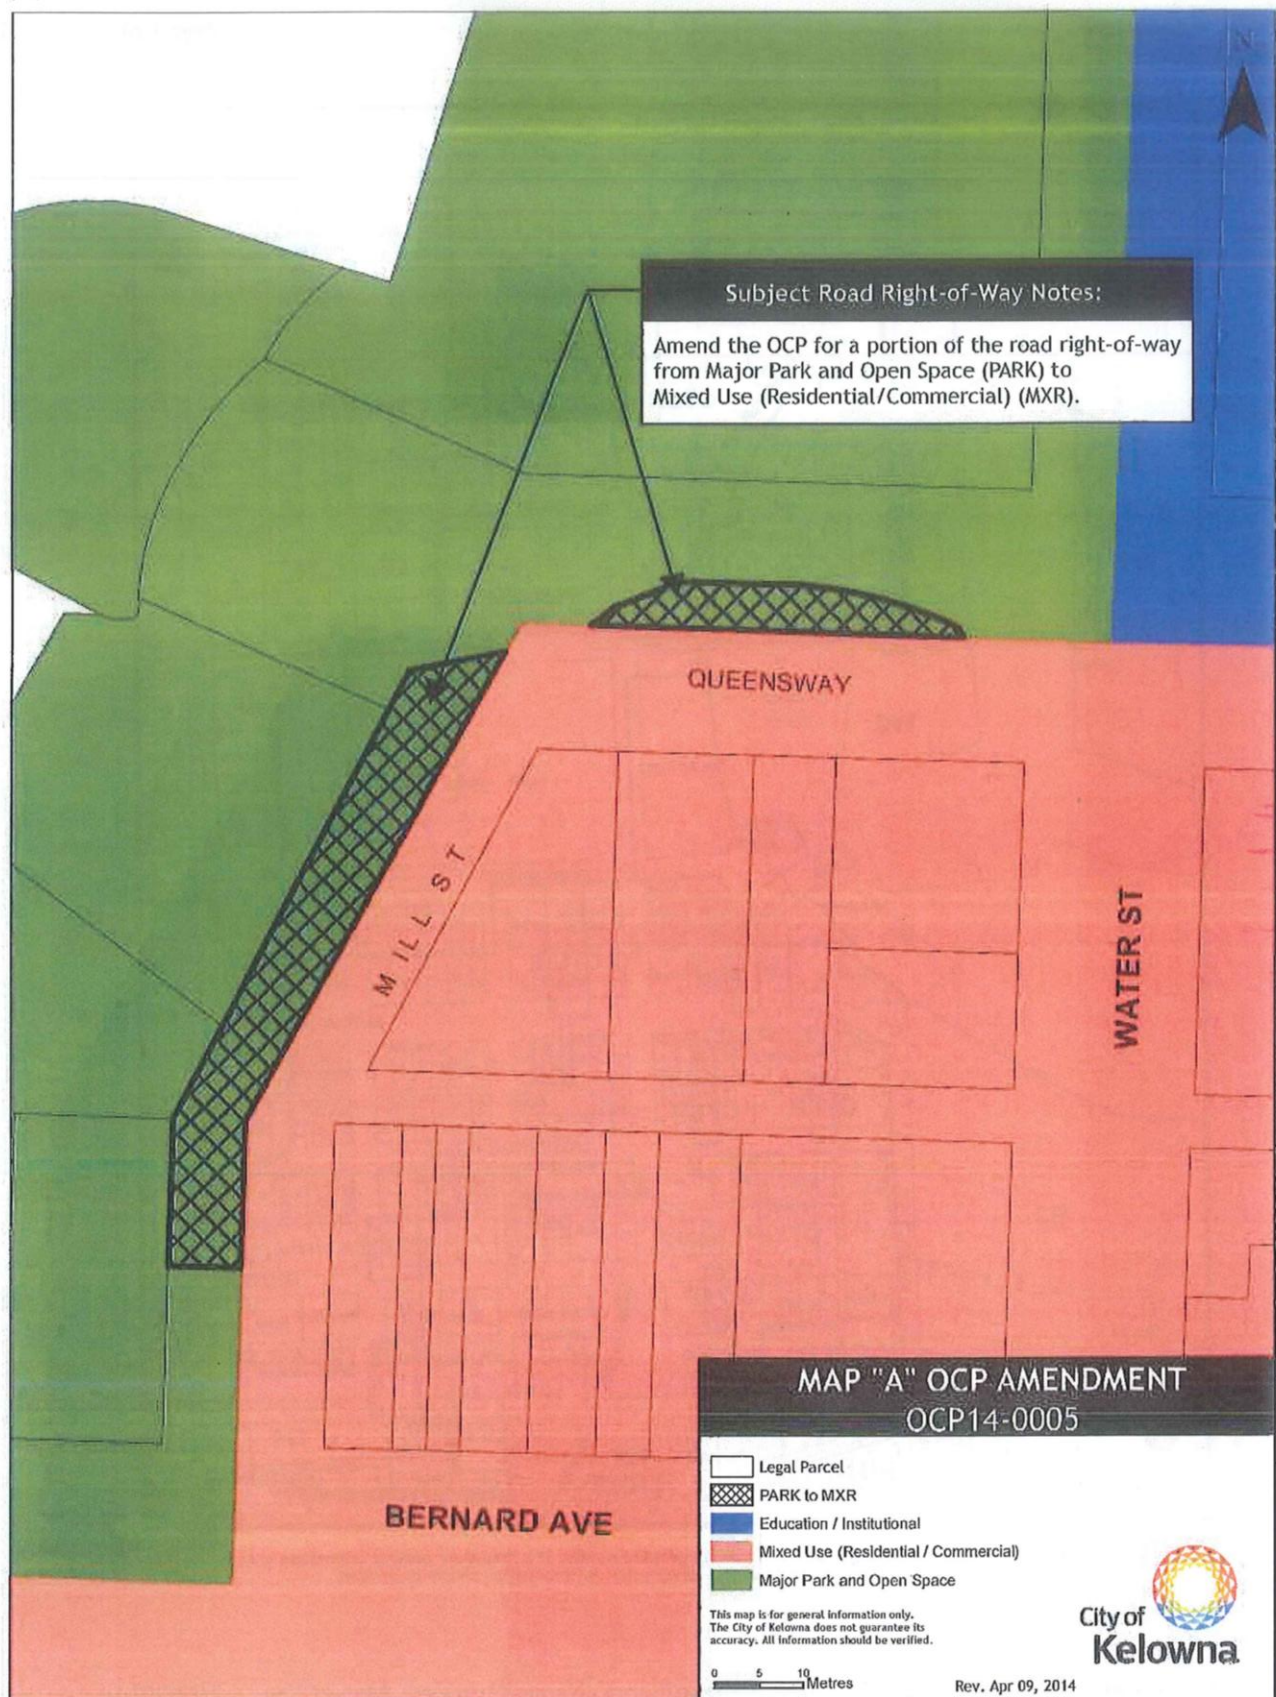 N
Subject Road Right-of-Way Notes:
Amend the OCP for a portion of the road right-of-way
from Major Park and Open Space (PARK) to
Mixed Use (Residential/Commercial) (MXR).
QUEENSWAY
MILL ST
WATER ST
BERNARD AVE
MAP "A" OCP AMENDMENT
OCP14-0005
Legal Parcel
PARK to MXR
Education / Institutional
Mixed Use (Residential / Commercial)
Major Park and Open Space
This map is for general information only.
The City of Kelowna does not guarantee its
accuracy. All information should be verified.
City of
Kelowna
0 5 10
Metres
Rev. Apr 09, 2014